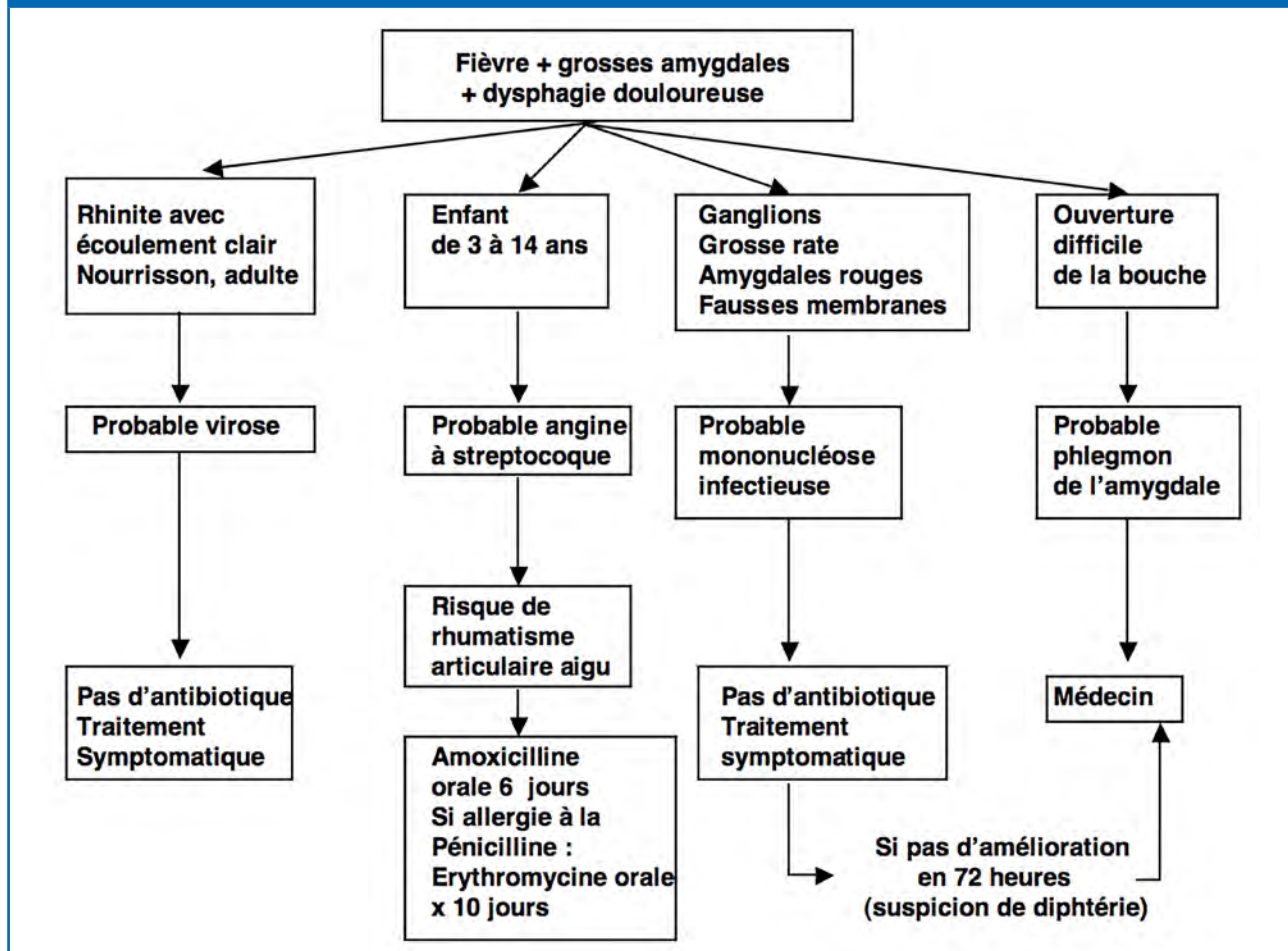 Fièvre + grosses amygdales
+ dysphagie douloureuse
Rhinite avec
écoulement clair
Nourrisson, adulte
Probable virose
Pas d'antibiotique
Traitement
Symptomatique
Enfant
de 3 à 14 ans
Probable angine
à streptocoque
Risque de
rhumatisme
articulaire aigu
Amoxicilline
orale 6 jours
Si allergie à la
Pénicilline :
Erythromycine orale
x 10 jours
Ganglions
Grosse rate
Amygdales rouges
Fausses membranes
Probable
mononucléose
infectieuse
Pas d'antibiotique
Traitement
symptomatique
Si pas d'amélioration
en 72 heures
(suspicion de diphtérie)
Ouverture
difficile
de la bouche
Probable
phlegmon
de l'amygdale
Médecin